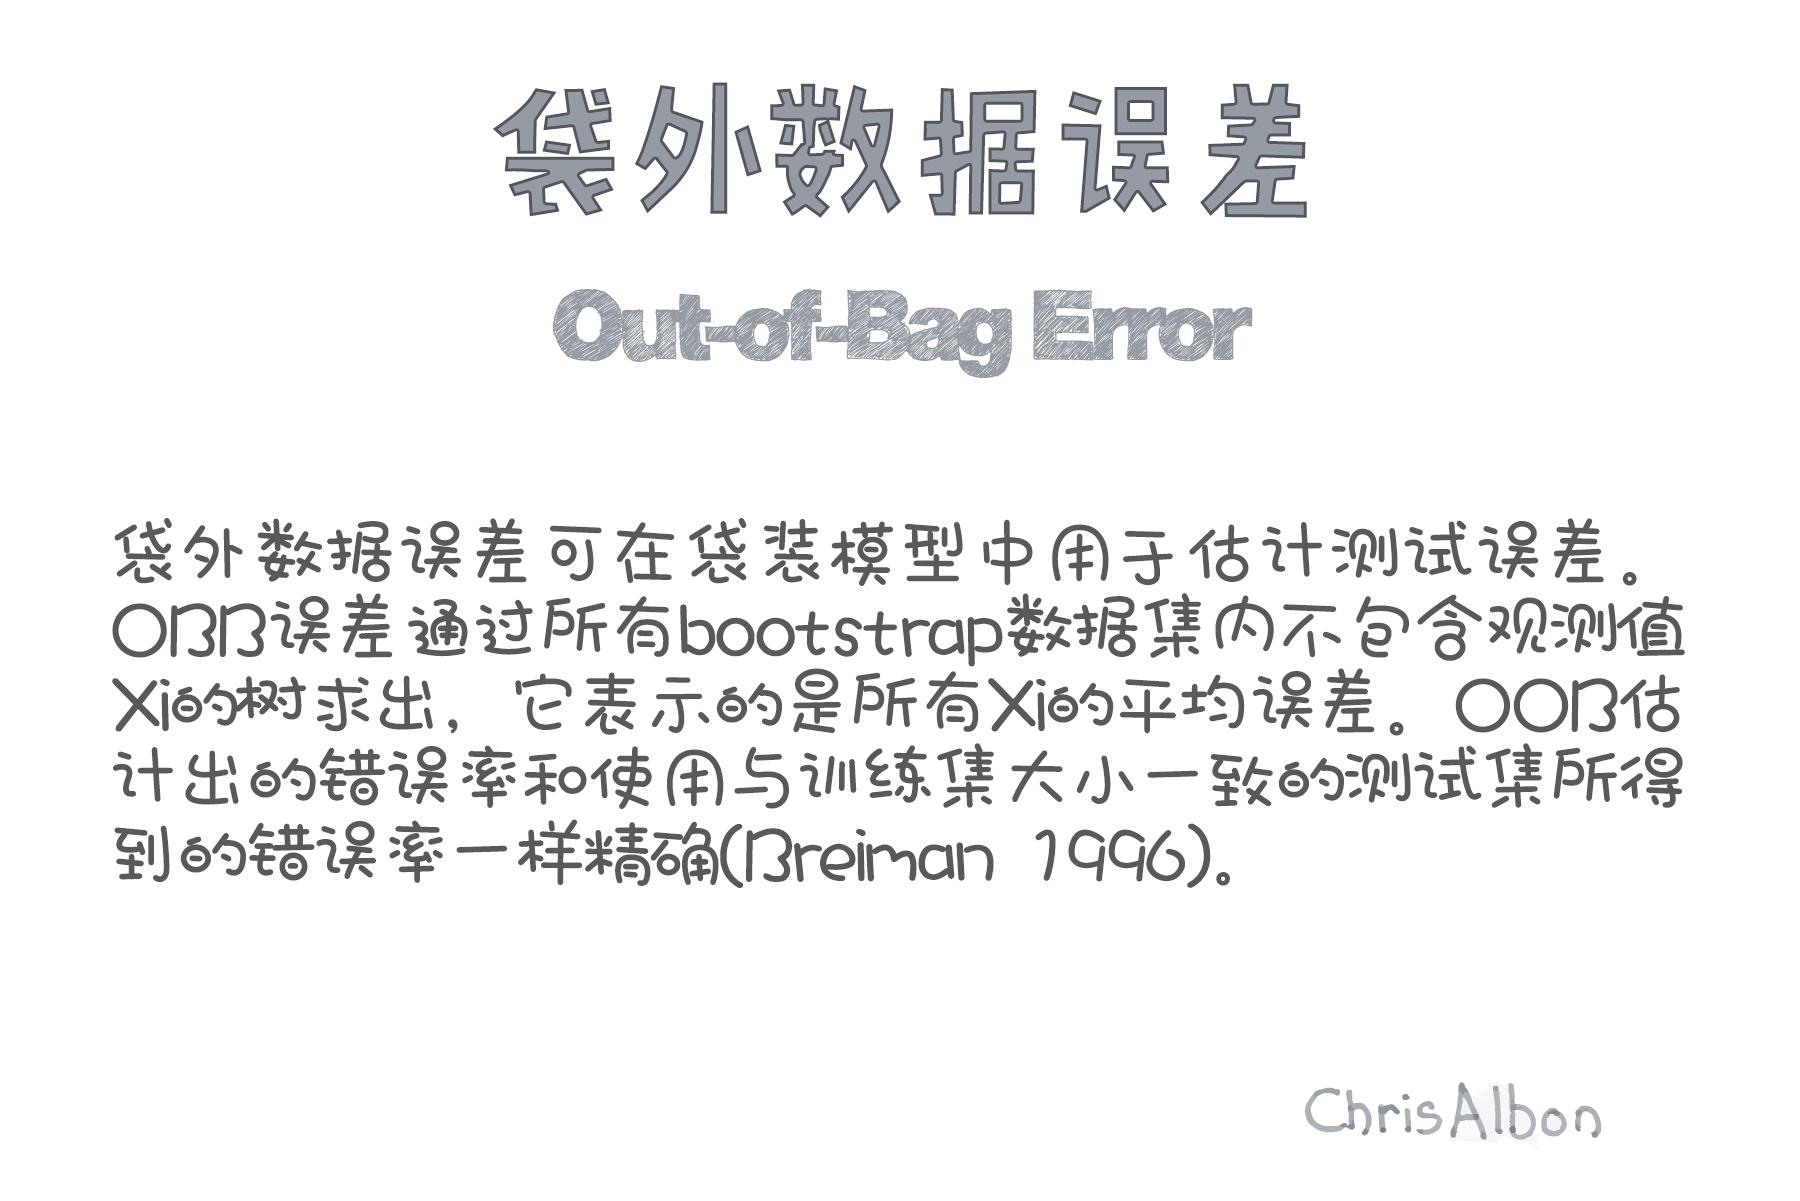 袋外数据误差
Out-of-Bag Error
袋外数据误差可在袋装模型中用于估计测试误差。
OBB误差通过所有bootstrap数据集内不包含观测值
Xi的树求出，它表示的是所有Xi的平均误差。OOB估
计出的错误率和使用与训练集大小一致的测试集所得
到的错误率一样精确(Breiman 1996)。
ChrisAlbon